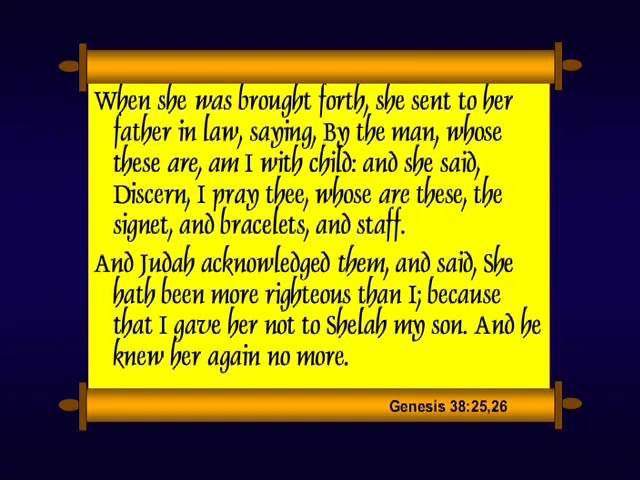 When she was brought forth, she sent to her
father in law, saying, By the man, whose
these are, am I with child: and she said,
Discern, I pray thee, whose are these, the
signet, and bracelets, and staff.
And Judah acknowledged them, and said, She
hath been more righteous than I; because
that I gave her not to Shelah my son. And he
knew her again no more.
Genesis 38:25,26